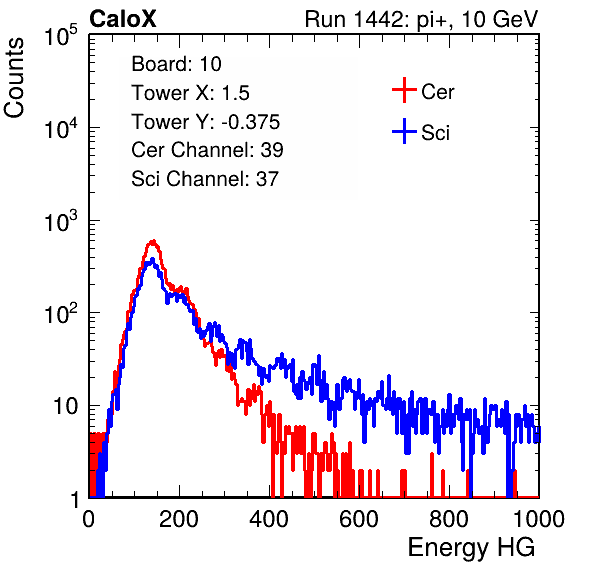 CaloX Run 1442: pi+, 10 GeV
Counts
Board: 10
Tower X: 1.5
Tower Y: -0.375
Cer Channel: 39
Sci Channel: 37
Cer
Sci
10^5
10^4
10^3
10^2
10
1
0 200 400 600 800 1000
Energy HG